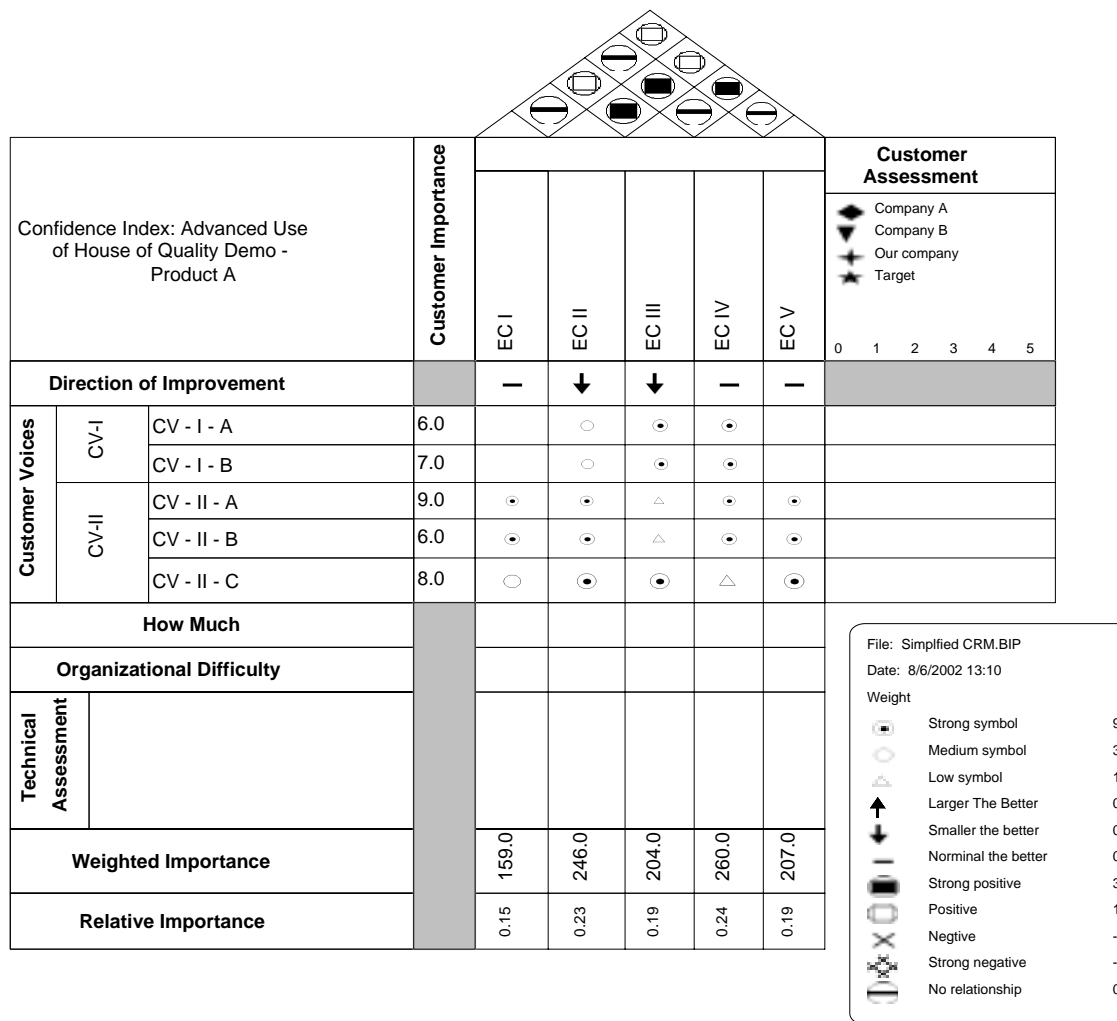 Confidence Index: Advanced Use
of House of Quality Demo -
Product A
Customer Importance
EC I
EC II
EC III
EC IV
EC V
Customer
Assessment
Company A
Company B
Our company
Target
0 1 2 3 4 5
Direction of Improvement
Customer Voices
CV-I
CV - I - A 6.0
CV - I - B 7.0
CV-II
CV - II - A 9.0
CV - II - B 6.0
CV - II - C 8.0
How Much
Organizational Difficulty
Technical
Assessment
Weighted Importance 159.0 246.0 204.0 260.0 207.0
Relative Importance 0.15 0.23 0.19 0.24 0.19
File: Simplfied CRM.BIP
Date: 8/6/2002 13:10
Weight
Strong symbol
Medium symbol
Low symbol
Larger The Better
Smaller the better
Norminal the better
Strong positive
Positive
Negtive
Strong negative
No relationship